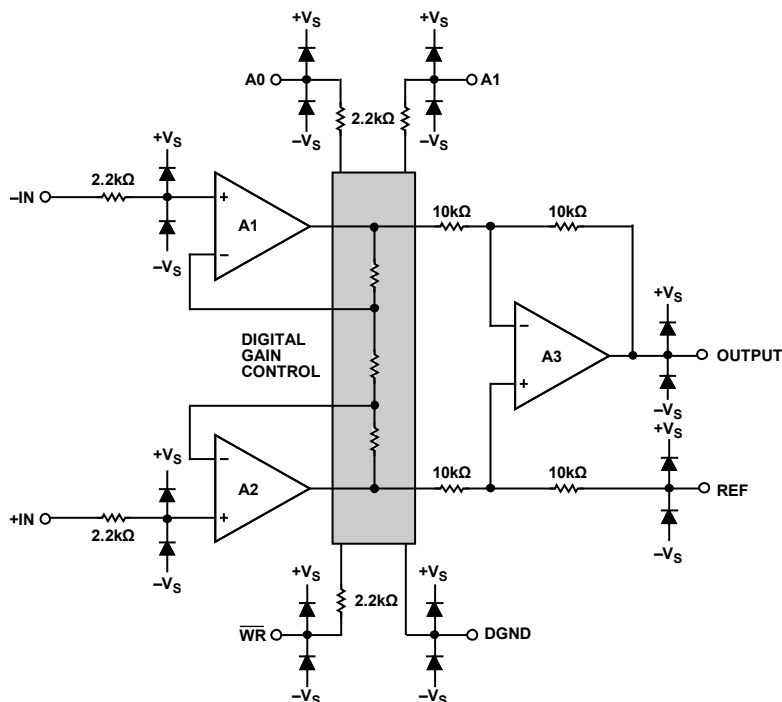 +VS
+VS
A0
A1
2.2kΩ
–VS
–VS
+VS
2.2kΩ
–IN
+
A1
–
–VS
10kΩ
10kΩ
DIGITAL
GAIN
CONTROL
–
A3
+
+VS
OUTPUT
–VS
+VS
–
A2
+
+VS
+IN
2.2kΩ
–VS
10kΩ
10kΩ
REF
–VS
+VS
2.2kΩ
+VS
WR
DGND
–VS
–VS